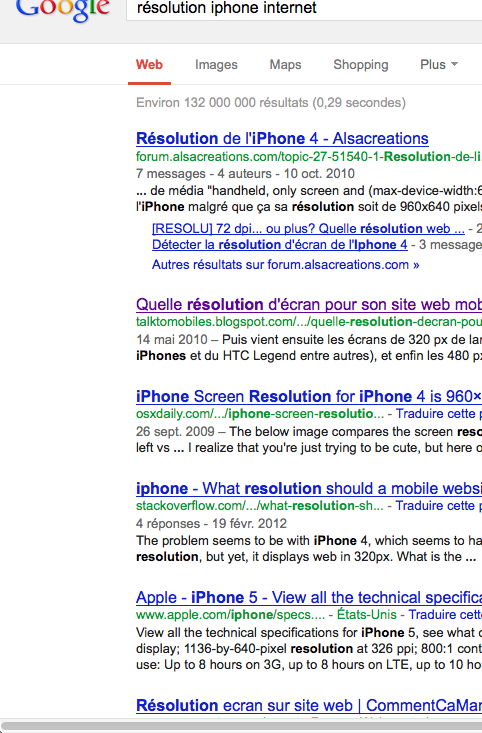 Google
résolution iphone internet
Web Images Maps Shopping Plus
Environ 132 000 000 résultats (0,29 secondes)
Résolution de l'iPhone 4 - Alsacreations
forum.alsacreations.com/topic-27-51540-1-Resolution-de-li
7 messages - 4 auteurs - 10 oct. 2010
... de média "handheld, only screen and (max-device-width:6
l'iPhone malgré que ça sa résolution soit de 960x640 pixels
[RESOLU] 72 dpi... ou plus? Quelle résolution web ... - 2
Détecter la résolution d'écran de l'Iphone 4 - 3 message
Autres résultats sur forum.alsacreations.com »
Quelle résolution d'écran pour son site web mob
talktomobiles.blogspot.com/.../quelle-resolution-decran-pou
14 mai 2010 – Puis vient ensuite les écrans de 320 px de lar
iPhones et du HTC Legend entre autres), et enfin les 480 px
iPhone Screen Resolution for iPhone 4 is 960×
osxdaily.com/.../iphone-screen-resolutio... - Traduire cette p
26 sept. 2009 – The below image compares the screen reso
left vs ... I realize that you're just trying to be cute, but here o
iphone - What resolution should a mobile websi
stackoverflow.com/.../what-resolution-sh... - Traduire cette p
4 réponses - 19 févr. 2012
The problem seems to be with iPhone 4, which seems to ha
resolution, but yet, it displays web in 320px. What is the ...
Apple - iPhone 5 - View all the technical specifica
www.apple.com/iphone/specs.... - États-Unis - Traduire cett
View all the technical specifications for iPhone 5, see what c
display; 1136-by-640-pixel resolution at 326 ppi; 800:1 cont
use: Up to 8 hours on 3G, up to 8 hours on LTE, up to 10 ho
Résolution ecran sur site web | CommentCaMar